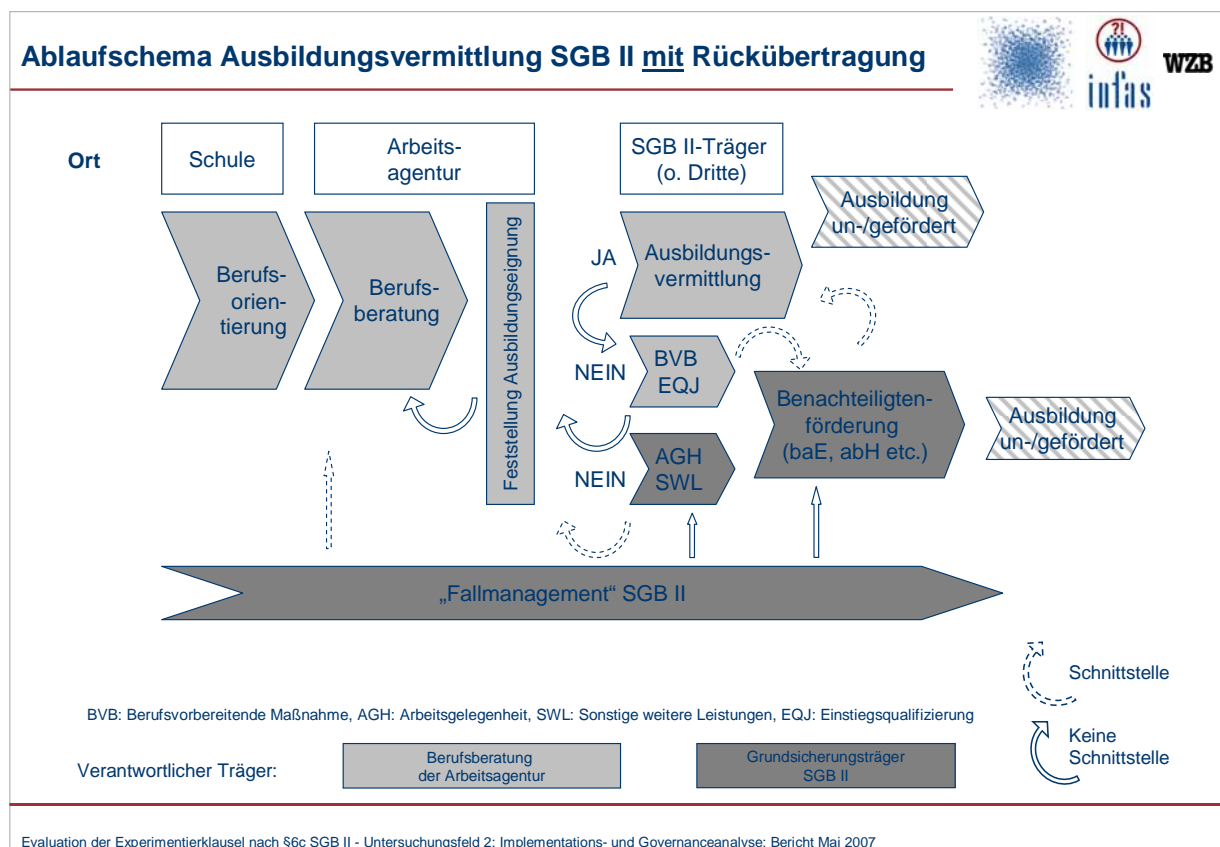 Ablaufschema Ausbildungsvermittlung SGB II mit Rückübertragung
?!
infas
WZB
Ort
Schule
Arbeits-
agentur
SGB II-Träger
(o. Dritte)
Ausbildung
un-/gefördert
Berufs-
orien-
tierung
Berufs-
beratung
Feststellung Ausbildungseignung
JA
Ausbildungs-
vermittlung
NEIN
BVB
EQJ
Benachteiligten-
förderung
(baE, abH etc.)
Ausbildung
un-/gefördert
NEIN
AGH
SWL
„Fallmanagement“ SGB II
Schnittstelle
Keine
Schnittstelle
BVB: Berufsvorbereitende Maßnahme, AGH: Arbeitsgelegenheit, SWL: Sonstige weitere Leistungen, EQJ: Einstiegsqualifizierung
Verantwortlicher Träger:
Berufsberatung
der Arbeitsagentur
Grundsicherungsträger
SGB II
Evaluation der Experimentierklausel nach §6c SGB II - Untersuchungsfeld 2: Implementations- und Governanceanalyse: Bericht Mai 2007